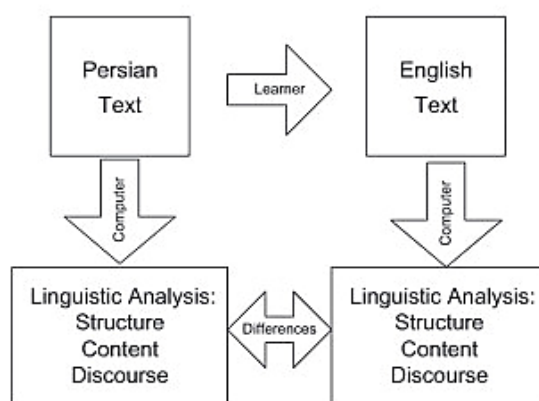 Persian
Text
Learner
English
Text
Computer
Computer
Linguistic Analysis:
Structure
Content
Discourse
Differences
Linguistic Analysis:
Structure
Content
Discourse